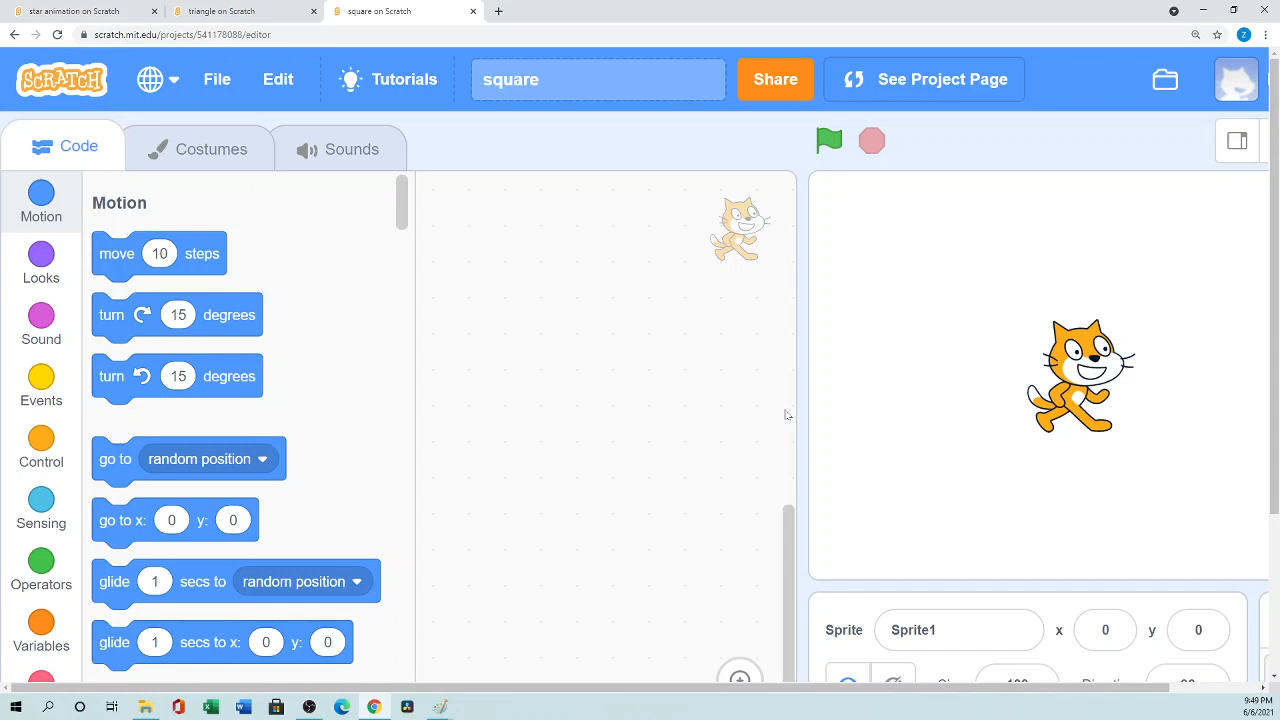 star animation on Scratch
triangle on Scratch
square on Scratch
scratch.mit.edu/projects/541178088/editor
Z
SCRATCH
File
Edit
Tutorials
square
Share
See Project Page
Code
Costumes
Sounds
Motion
Looks
Sound
Events
Control
Sensing
Operators
Variables
Motion
move 10 steps
turn 15 degrees
turn 15 degrees
go to random position
go to x: 0 y: 0
glide 1 secs to random position
glide 1 secs to x: 0 y: 0
Sprite Sprite1 x 0 y 0
9:49 PM
6/6/2021